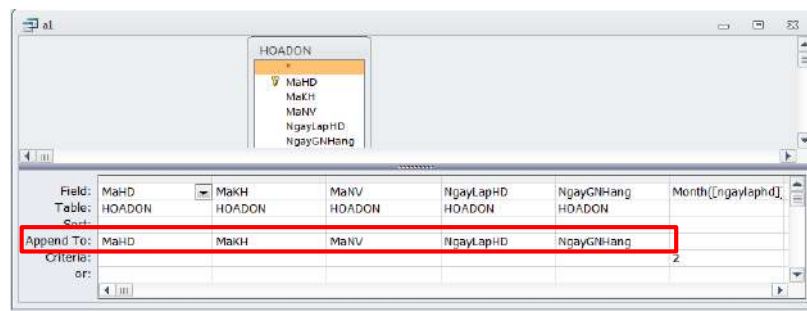 a1
HOADON
*
MaHD
MaKH
MaNV
NgayLapHD
NgayGNHang
Field: MaHD MaKH MaNV NgayLapHD NgayGNHang Month([ngaylaphd],
Table: HOADON HOADON HOADON HOADON HOADON
Sort:
Append To: MaHD MaKH MaNV NgayLapHD NgayGNHang
Criteria: 2
or: